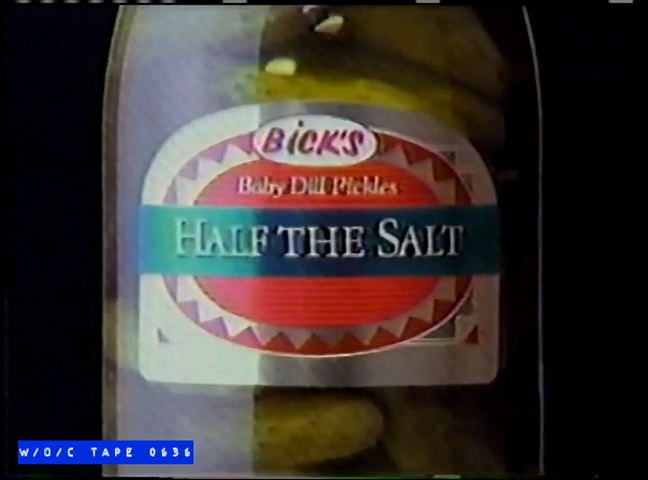 BiCK'S
Baby Dill Pickles
HALF THE SALT
W/O/C TAPE 0636